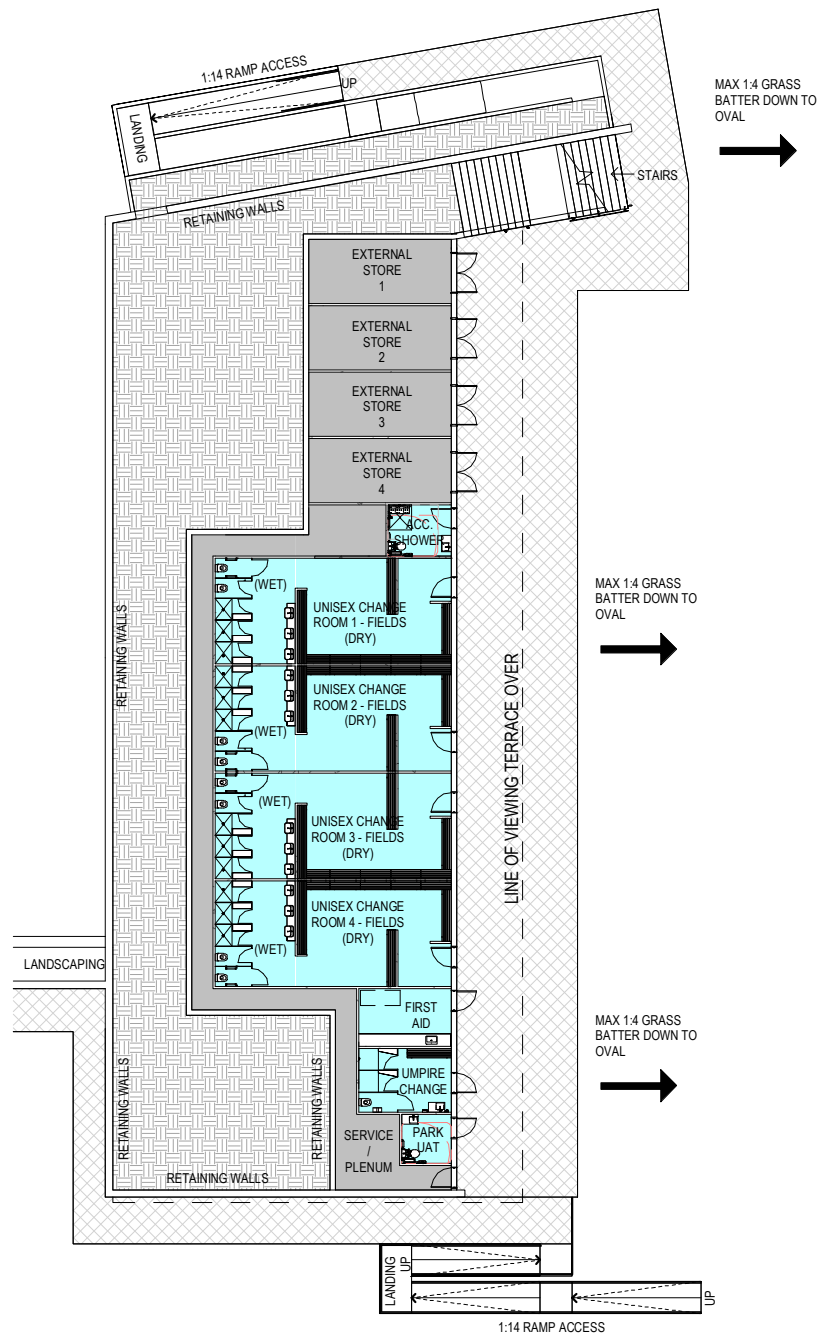 1:14 RAMP ACCESS
UP
LANDING
MAX 1:4 GRASS
BATTER DOWN TO
OVAL
STAIRS
RETAINING WALLS
EXTERNAL
STORE
1
EXTERNAL
STORE
2
EXTERNAL
STORE
3
EXTERNAL
STORE
4
ACC.
SHOWER
(WET)
UNISEX CHANGE
ROOM 1 - FIELDS
(DRY)
MAX 1:4 GRASS
BATTER DOWN TO
OVAL
RETAINING WALLS
UNISEX CHANGE
ROOM 2 - FIELDS
(DRY)
(WET)
LINE OF VIEWING TERRACE OVER
(WET)
UNISEX CHANGE
ROOM 3 - FIELDS
(DRY)
UNISEX CHANGE
ROOM 4 - FIELDS
(DRY)
(WET)
LANDSCAPING
FIRST
AID
MAX 1:4 GRASS
BATTER DOWN TO
OVAL
RETAINING WALLS
RETAINING WALLS
UMPIRE
CHANGE
PARK
UAT
SERVICE
/
PLENUM
RETAINING WALLS
LANDING
UP
UP
1:14 RAMP ACCESS